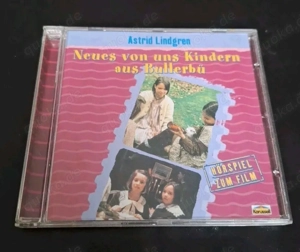 Astrid Lindgren
Neues von uns Kindern
aus Bullerbü
HÖRSPIEL
ZUM FILM